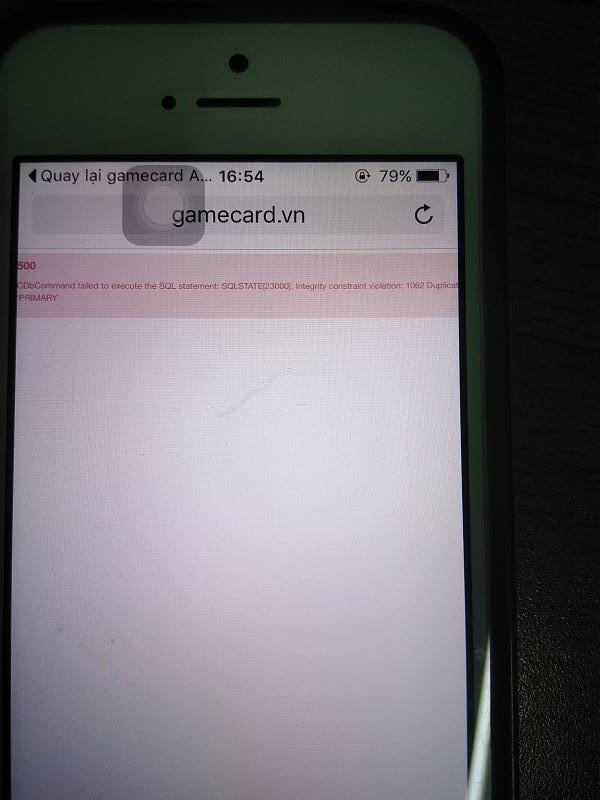 Quay lại gamecard A... 16:54 79%
gamecard.vn
500
CDbCommand failed to execute the SQL statement: SQLSTATE[23000]: Integrity constraint violation: 1062 Duplicat
'PRIMARY'